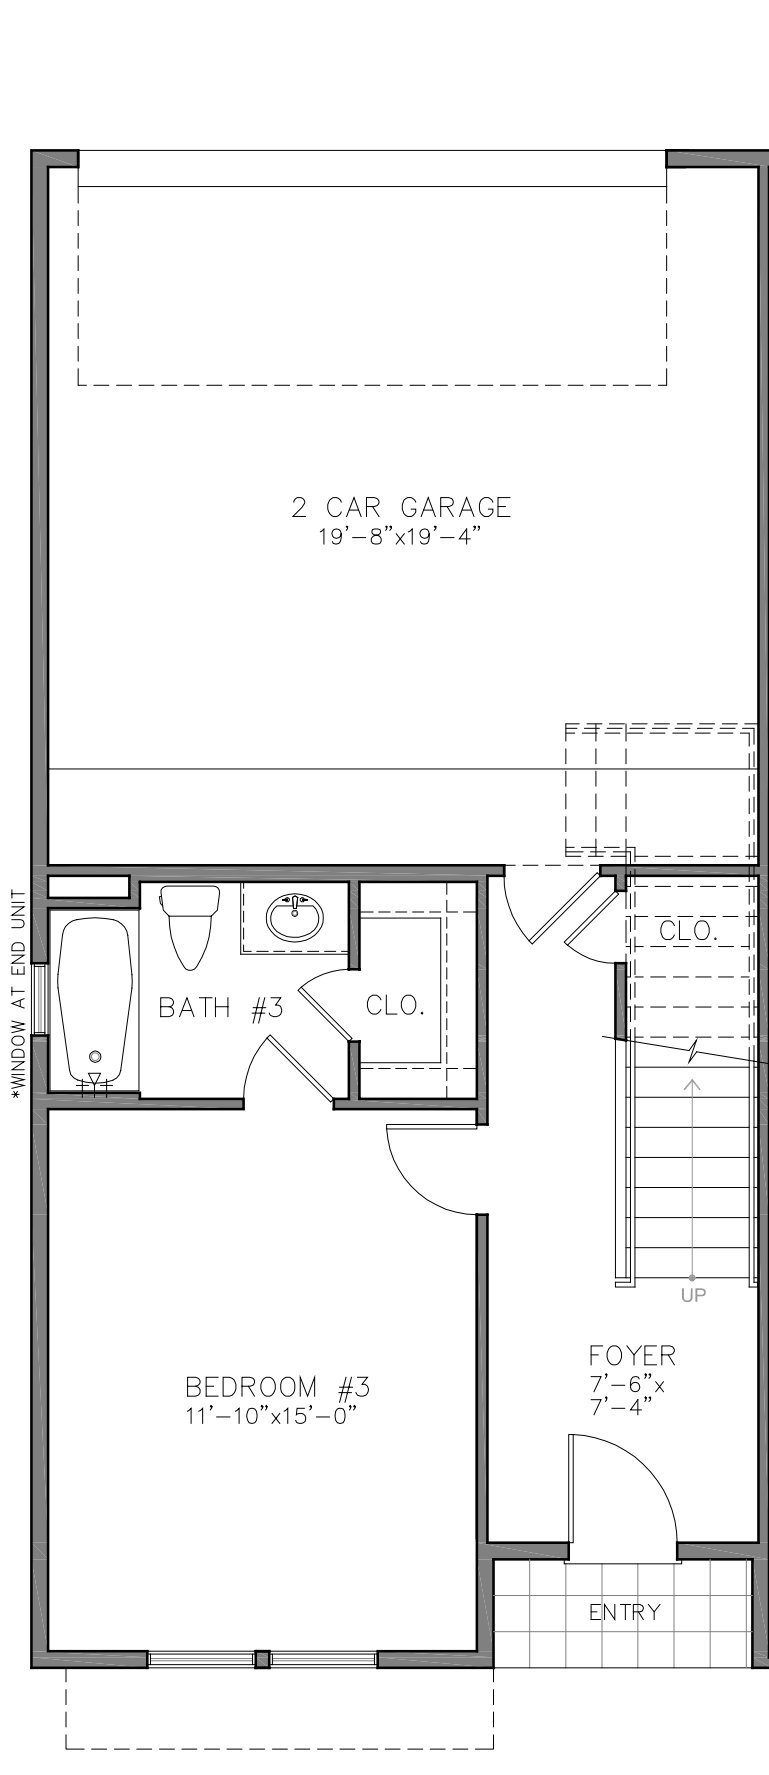 2 CAR GARAGE
19'-8"x19'-4"
*WINDOW AT END UNIT
CLO.
BATH #3
CLO.
UP
FOYER
7'-6"x
7'-4"
BEDROOM #3
11'-10"x15'-0"
ENTRY